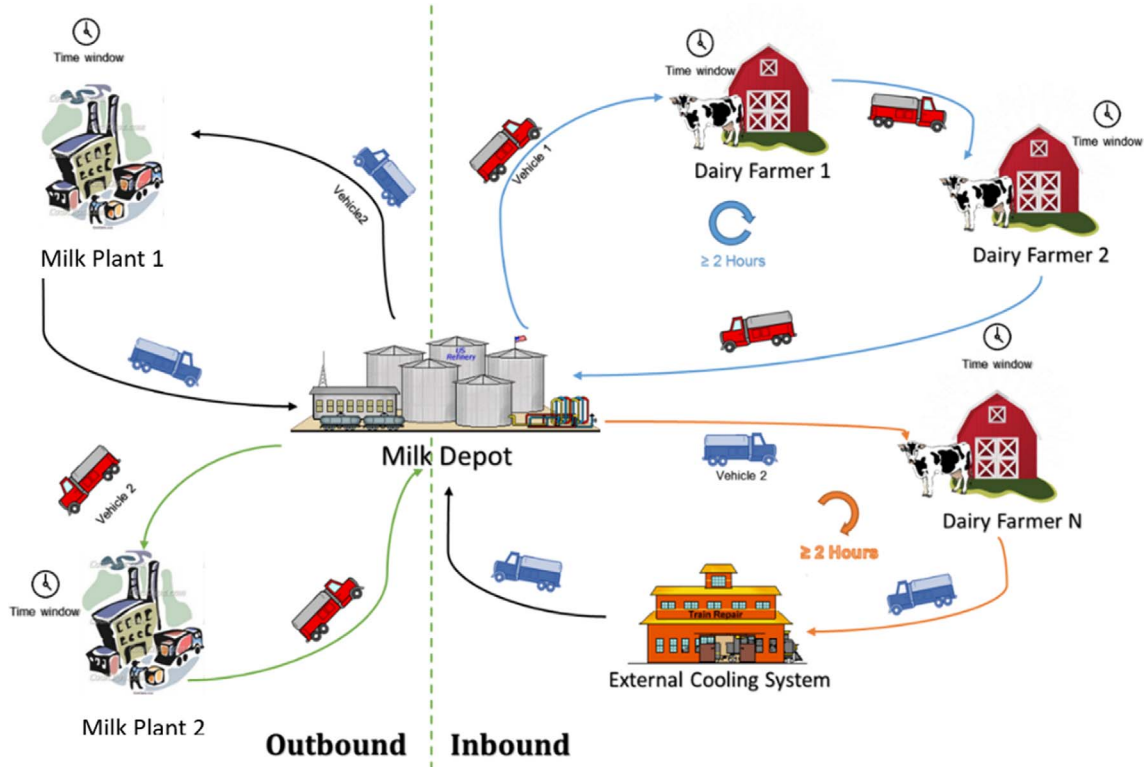 Time window
Milk Plant 1
Vehicle2
Vehicle 1
Time window
Dairy Farmer 1
Time window
Dairy Farmer 2
≥ 2 Hours
US
Refinery
Milk Depot
Time window
Vehicle 2
Dairy Farmer N
≥ 2 Hours
Vehicle 2
Time window
Milk Plant 2
Train Repair
External Cooling System
Outbound
Inbound